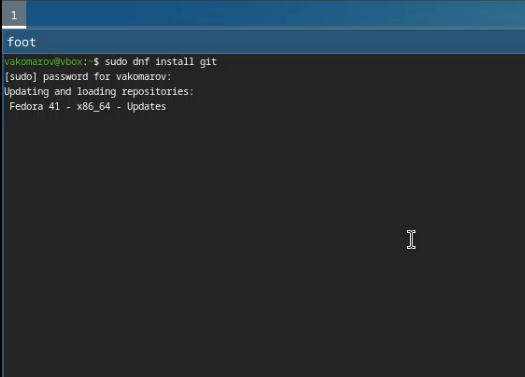 1
foot
vakomarov@vbox:~$ sudo dnf install git
[sudo] password for vakomarov:
Updating and loading repositories:
 Fedora 41 - x86_64 - Updates